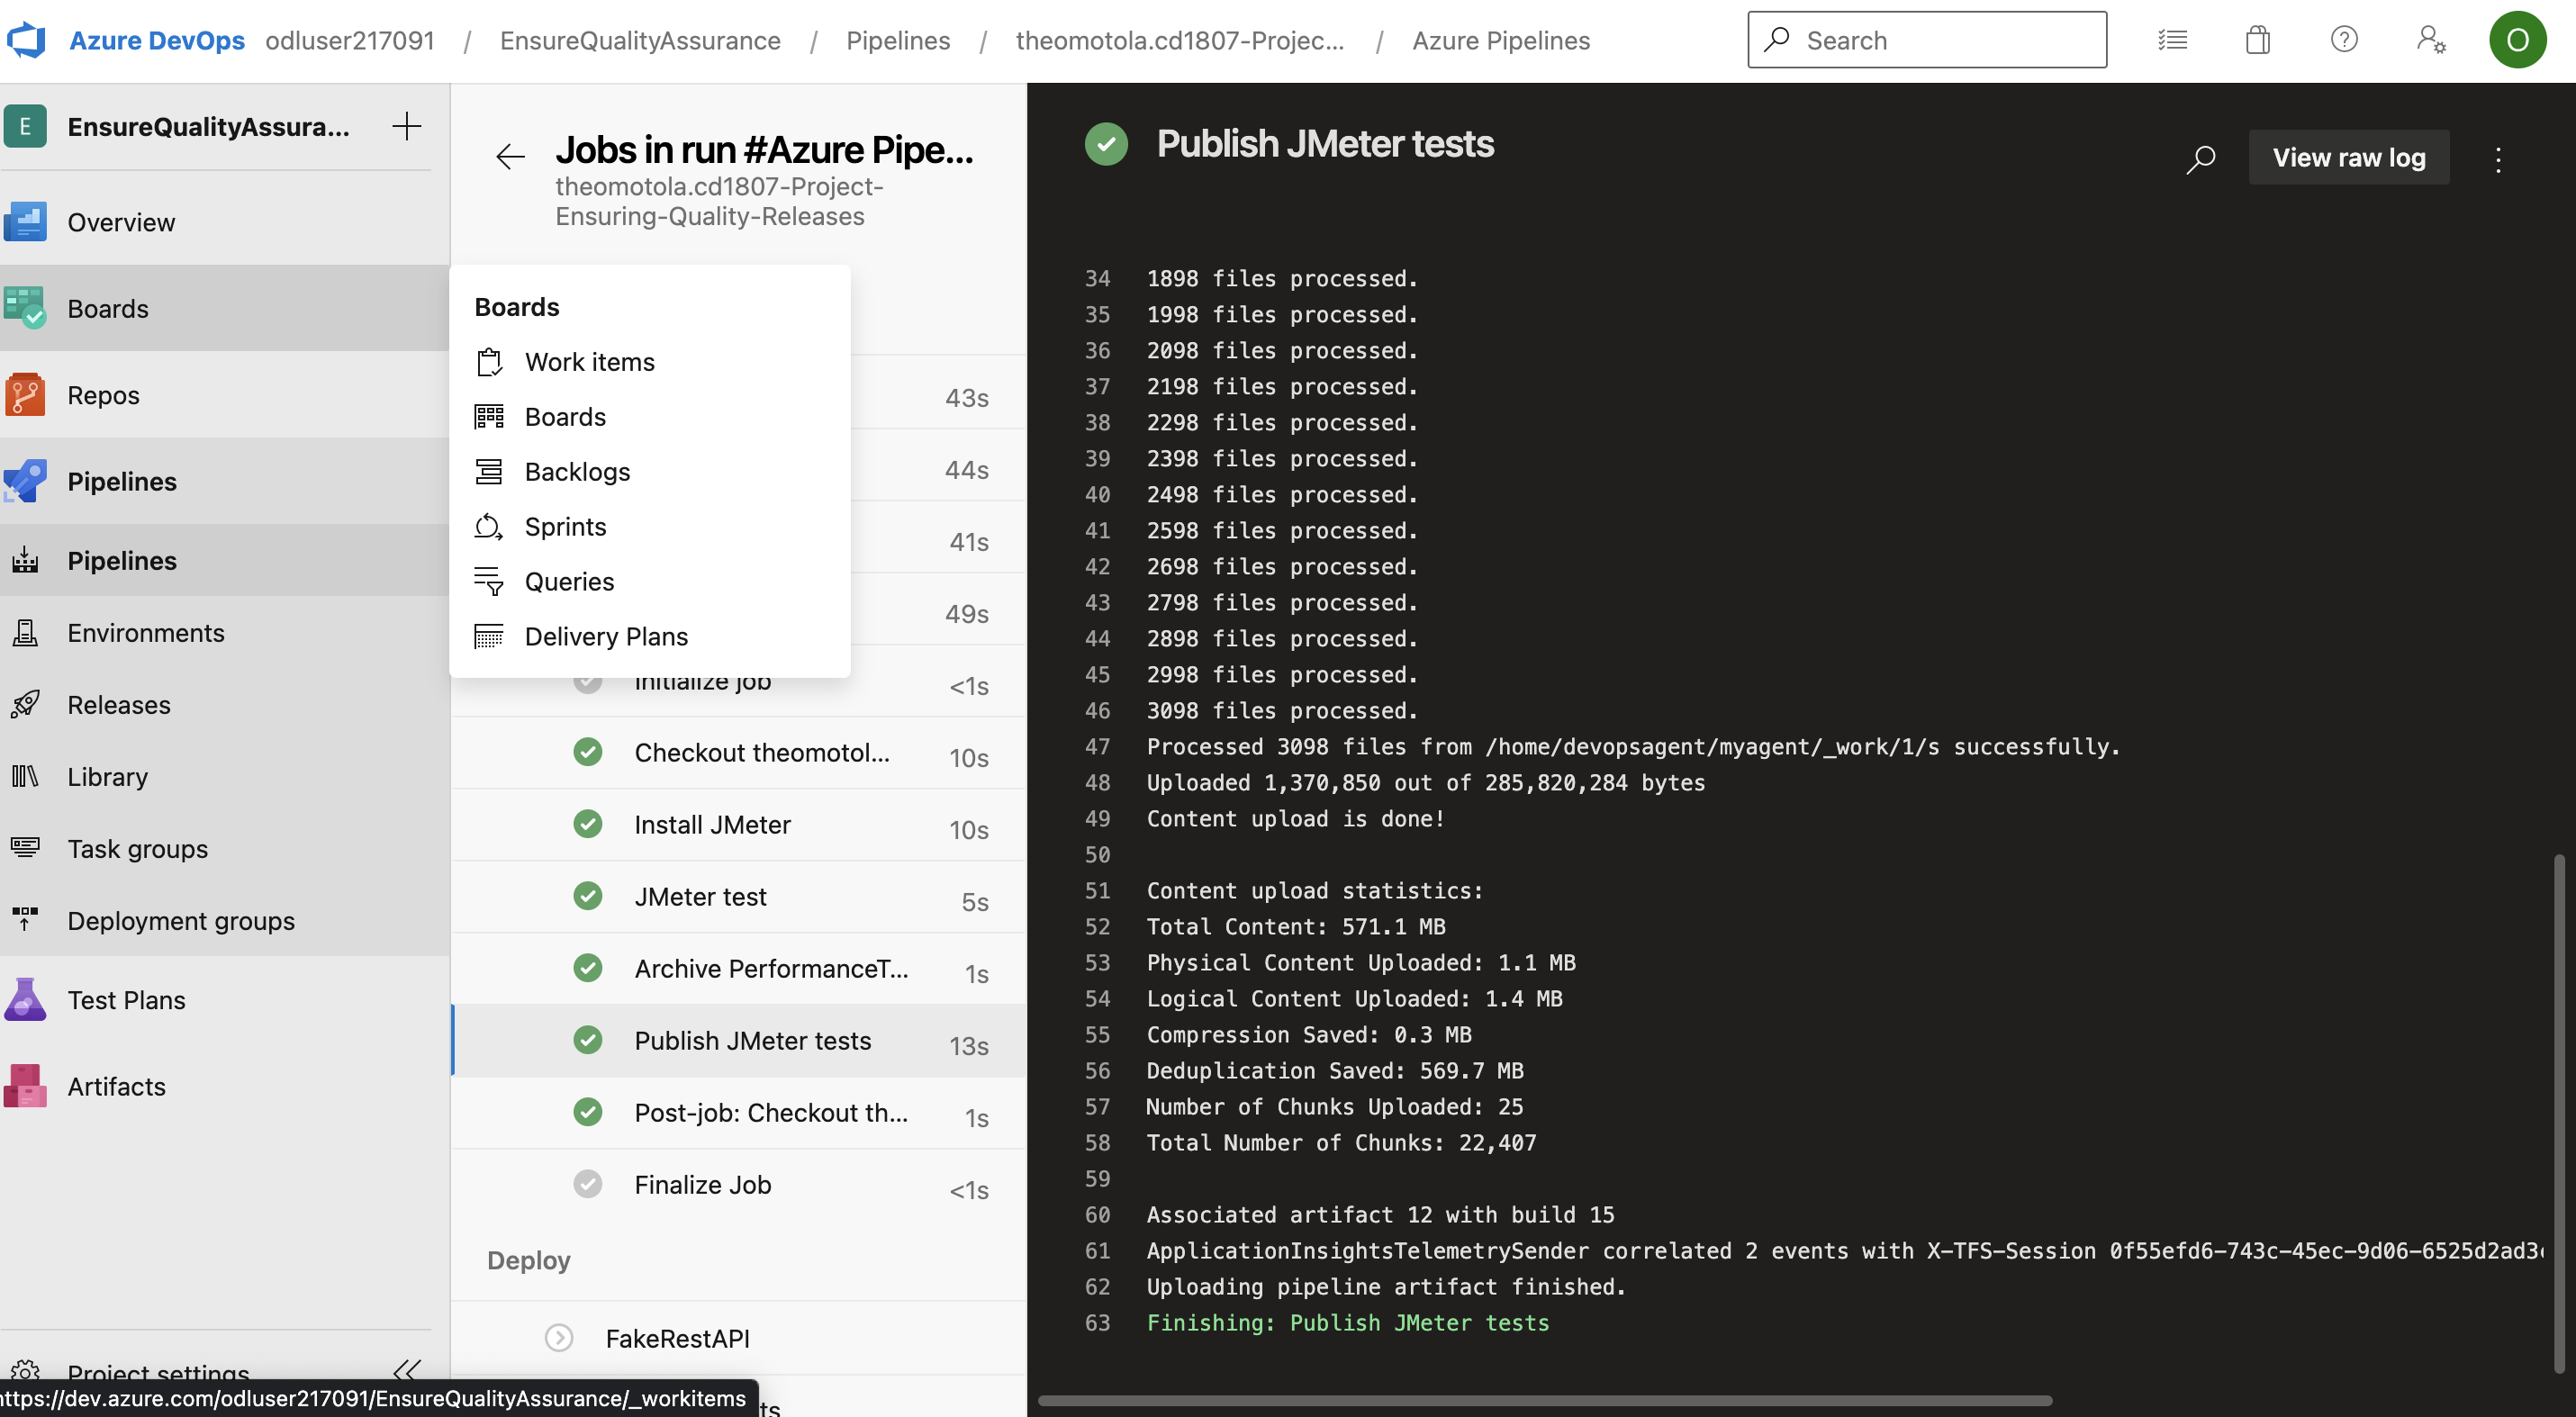 Azure DevOps odluser217091 / EnsureQualityAssurance / Pipelines / theomotola.cd1807-Projec... / Azure Pipelines
Search
O
E EnsureQualityAssura...
Overview
Boards
Repos
Pipelines
Pipelines
Environments
Releases
Library
Task groups
Deployment groups
Test Plans
Artifacts
Project settings
https://dev.azure.com/odluser217091/EnsureQualityAssurance/_workitems
Jobs in run #Azure Pipe...
theomotola.cd1807-Project-
Ensuring-Quality-Releases
Boards
Work items
Boards
Backlogs
Sprints
Queries
Delivery Plans
43s
44s
41s
49s
Initialize job <1s
Checkout theomotol... 10s
Install JMeter 10s
JMeter test 5s
Archive PerformanceT... 1s
Publish JMeter tests 13s
Post-job: Checkout th... 1s
Finalize Job <1s
Deploy
FakeRestAPI
Publish JMeter tests
View raw log
34 1898 files processed.
35 1998 files processed.
36 2098 files processed.
37 2198 files processed.
38 2298 files processed.
39 2398 files processed.
40 2498 files processed.
41 2598 files processed.
42 2698 files processed.
43 2798 files processed.
44 2898 files processed.
45 2998 files processed.
46 3098 files processed.
47 Processed 3098 files from /home/devopsagent/myagent/_work/1/s successfully.
48 Uploaded 1,370,850 out of 285,820,284 bytes
49 Content upload is done!
50
51 Content upload statistics:
52 Total Content: 571.1 MB
53 Physical Content Uploaded: 1.1 MB
54 Logical Content Uploaded: 1.4 MB
55 Compression Saved: 0.3 MB
56 Deduplication Saved: 569.7 MB
57 Number of Chunks Uploaded: 25
58 Total Number of Chunks: 22,407
59
60 Associated artifact 12 with build 15
61 ApplicationInsightsTelemetrySender correlated 2 events with X-TFS-Session 0f55efd6-743c-45ec-9d06-6525d2ad3
62 Uploading pipeline artifact finished.
63 Finishing: Publish JMeter tests